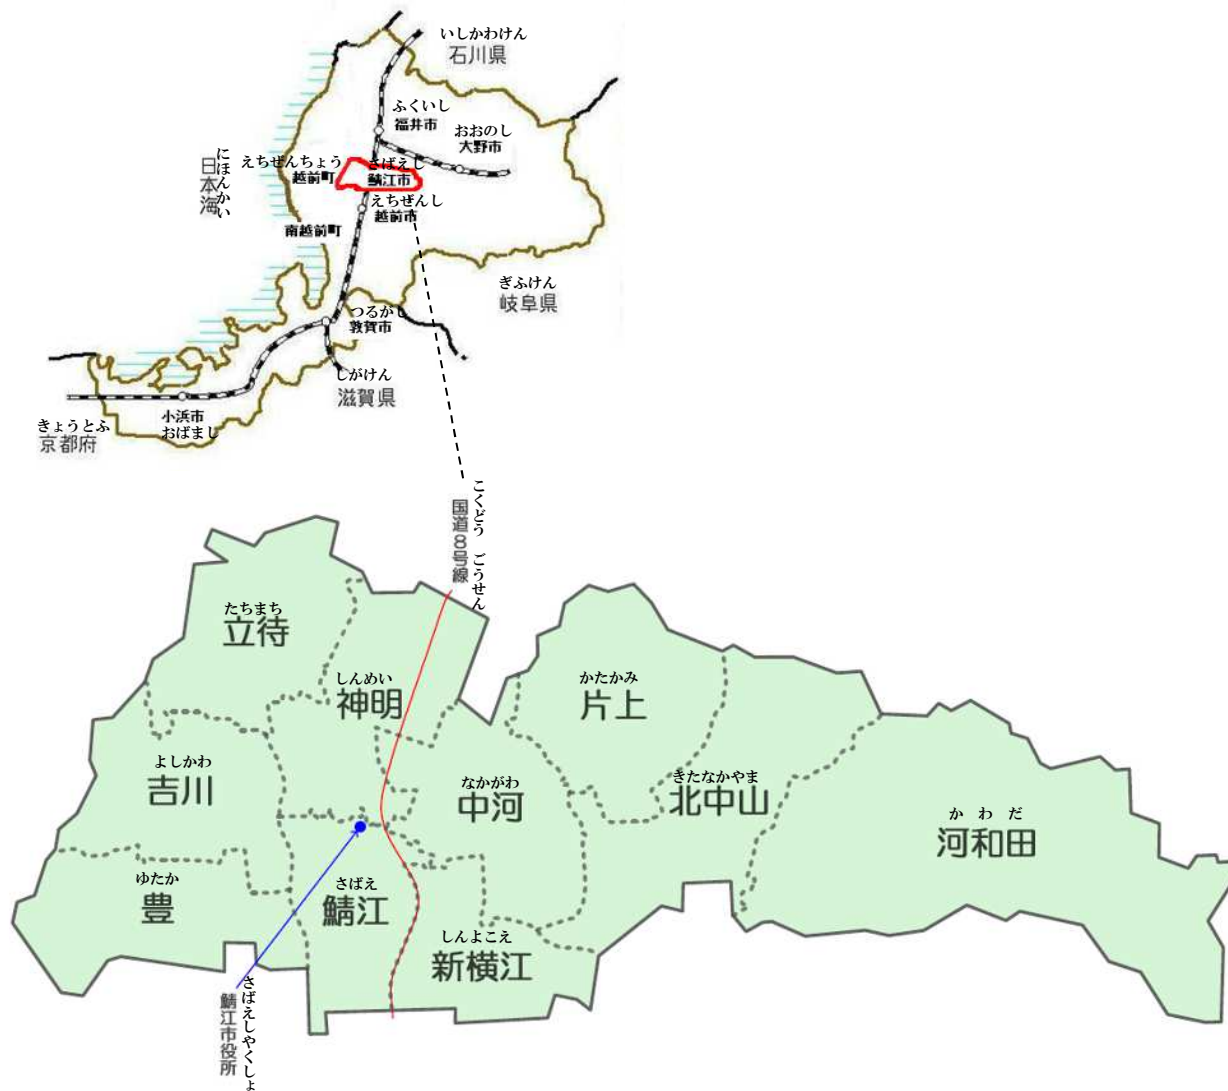 いしかわけん
石川県
ふくいし
福井市
おおのし
大野市
にほんかい
日本海
えちぜんちょう
越前町
さばえし
鯖江市
えちぜんし
越前市
南越前町
ぎふけん
岐阜県
つるがし
敦賀市
しがけん
滋賀県
小浜市
おばまし
きょうとふ
京都府
こくどう ごうせん
国道8号線
たちまち
立待
しんめい
神明
かたかみ
片上
よしかわ
吉川
なかがわ
中河
きたなかやま
北中山
かわだ
河和田
ゆたか
豊
さばえ
鯖江
しんよこえ
新横江
さばえしやくしょ
鯖江市役所